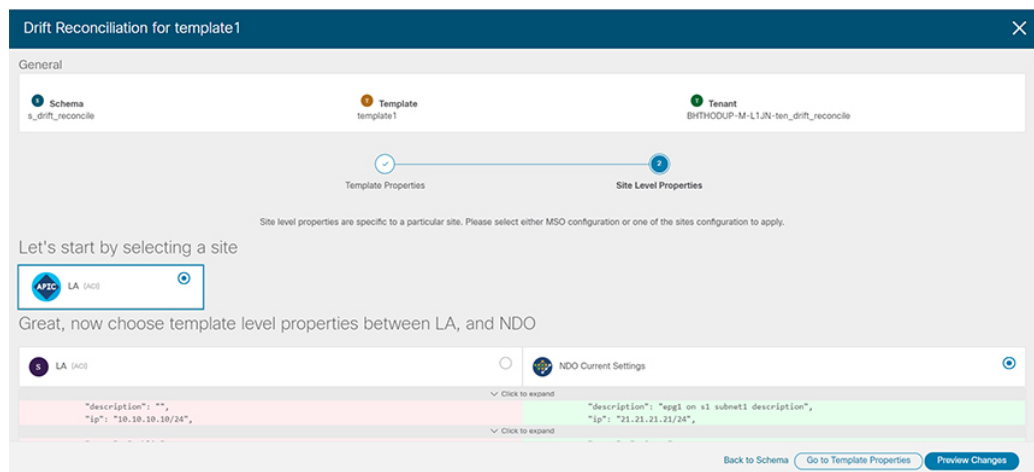 Drift Reconciliation for template1
General
S Schema
s_drift_reconcile
T Template
template1
T Tenant
BHTHODUP-M-L1JN-ten_drift_reconcile
2
Template Properties
Site Level Properties
Site level properties are specific to a particular site. Please select either MSO configuration or one of the sites configuration to apply.
Let's start by selecting a site
APIC LA (ACI)
Great, now choose template level properties between LA, and NDO
S LA (ACI)
NDO Current Settings
Click to expand
"description": "", "description": "epg1 on s1 subnet1 description",
"ip": "10.10.10.10/24", "ip": "21.21.21.21/24",
Click to expand
Back to Schema Go to Template Properties Preview Changes